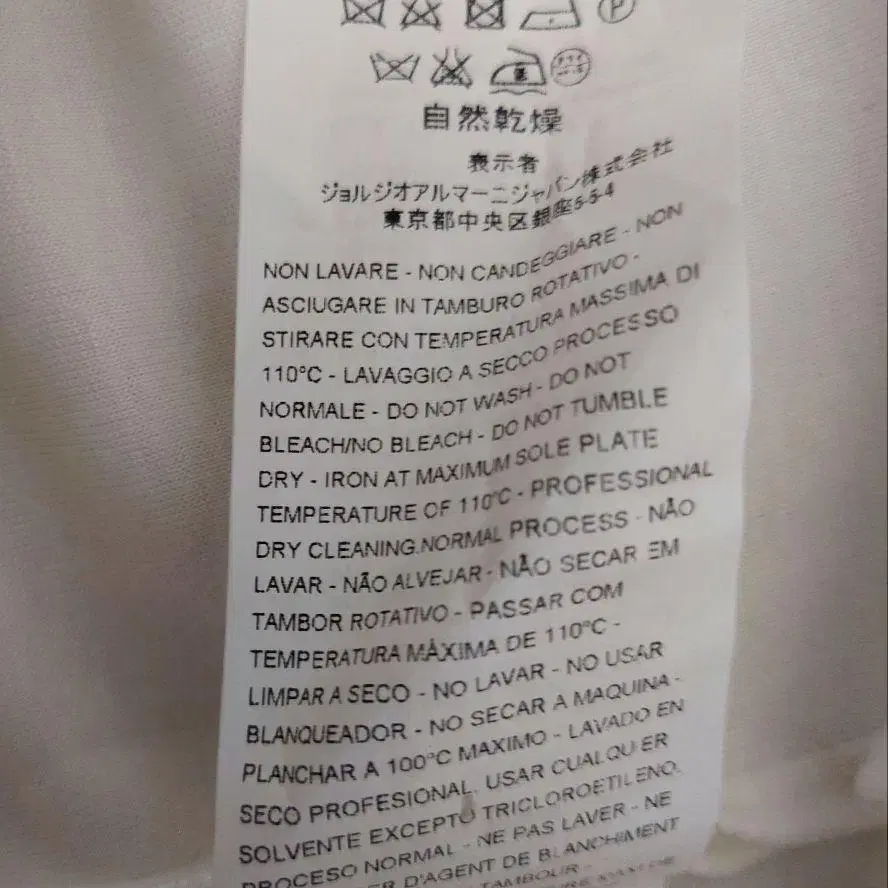 P
自然乾燥
表示者
ジョルジオアルマーニジャパン株式会社
東京都中央区銀座5-5-4
NON LAVARE - NON CANDEGGIARE - NON
ASCIUGARE IN TAMBURO ROTATIVO -
STIRARE CON TEMPERATURA MASSIMA DI
110°C - LAVAGGIO A SECCO PROCESSO
NORMALE - DO NOT WASH - DO NOT
BLEACH/NO BLEACH - DO NOT TUMBLE
DRY - IRON AT MAXIMUM SOLE PLATE
TEMPERATURE OF 110°C - PROFESSIONAL
DRY CLEANING.NORMAL PROCESS - NÃO
LAVAR - NÃO ALVEJAR - NÃO SECAR EM
TAMBOR ROTATIVO - PASSAR COM
TEMPERATURA MÁXIMA DE 110°C -
LIMPAR A SECO - NO LAVAR - NO USAR
BLANQUEADOR - NO SECAR A MAQUINA -
PLANCHAR A 100°C MAXIMO - LAVADO EN
SECO PROFESIONAL. USAR CUALQUIER
SOLVENTE EXCEPTO TRICLOROETILENO.
PROCESO NORMAL - NE PAS LAVER - NE
D'AGENT DE BLANCHIMENT
TAMBOUR -